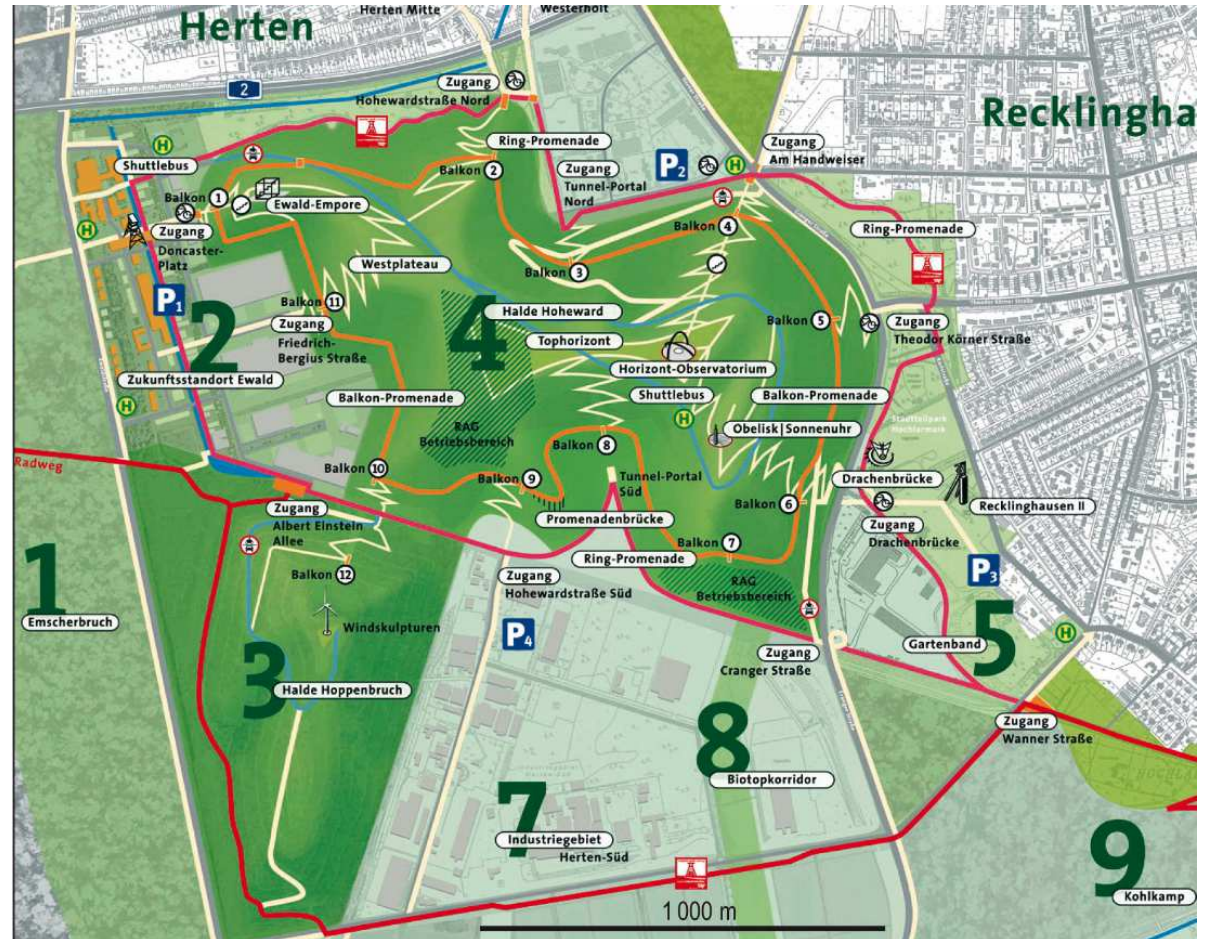 Herten Mitte
Westerholt
Herten
2
Zugang
Hohewardstraße Nord
Recklingha
Ring-Promenade
Zugang
Am Handweiser
H
Shuttlebus
Balkon 2
Zugang
Tunnel-Portal
Nord
P2
H
Balkon 1
Ewald-Empore
H
Zugang
Doncaster-
Platz
Balkon 4
Ring-Promenade
Westplateau
Balkon 3
P1
2
Balkon 11
4
Halde Hoheward
Balkon 5
Zugang
Friedrich-
Bergius Straße
Tophorizont
Zugang
Theodor Körner Straße
Theodor Körner Straße
Zukunftsstandort Ewald
Horizont-Observatorium
H
Balkon-Promenade
Shuttlebus
H
Balkon-Promenade
RAG
Betriebsbereich
Obelisk|Sonnenuhr
Stadtteilpark
Hochlarmark
Balkon 8
Radweg
Balkon 10
Balkon 9
Tunnel-Portal
Süd
Drachenbrücke
Zugang
Albert Einstein
Allee
Balkon 6
Recklinghausen II
Promenadenbrücke
Zugang
Drachenbrücke
Balkon 7
Ring-Promenade
1
Emscherbruch
Balkon 12
Zugang
Hohewardstraße Süd
RAG
Betriebsbereich
P3
Windskulpturen
P4
5
H
Gartenband
Zugang
Cranger Straße
3
Halde Hoppenbruch
Zugang
Wanner Straße
8
Biotopkorridor
7
Industriegebiet
Herten-Süd
9
Kohlkamp
1000 m